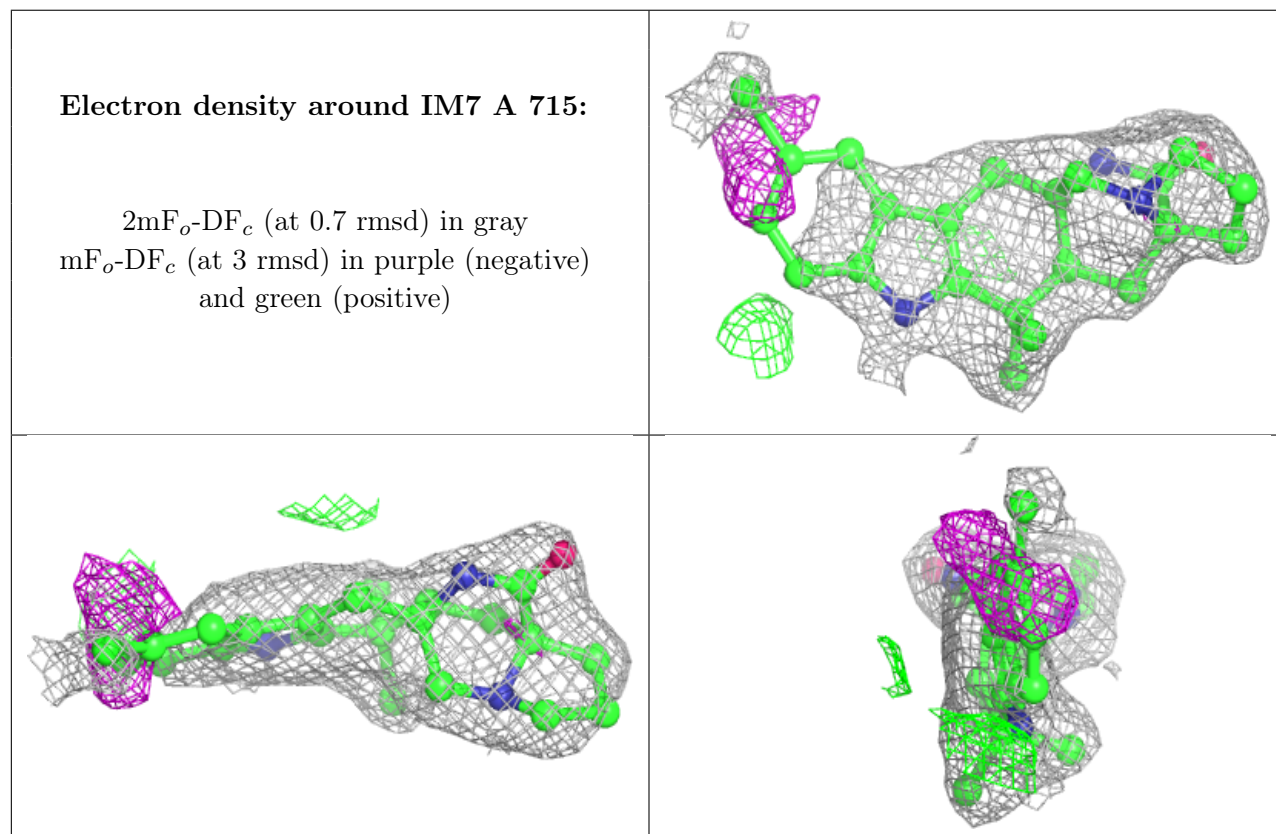 Electron density around IM7 A 715:
2mFo-DFc (at 0.7 rmsd) in gray
mFo-DFc (at 3 rmsd) in purple (negative)
and green (positive)